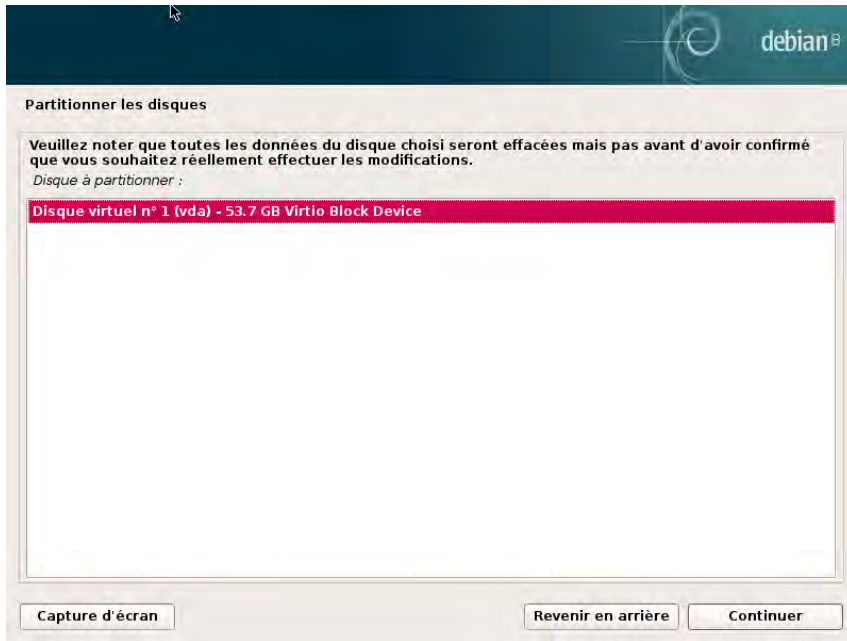 debian 8
Partitionner les disques
Veuillez noter que toutes les données du disque choisi seront effacées mais pas avant d'avoir confirmé
que vous souhaitez réellement effectuer les modifications.
Disque à partitionner :
Disque virtuel n° 1 (vda) - 53.7 GB Virtio Block Device
Capture d'écran
Revenir en arrière
Continuer